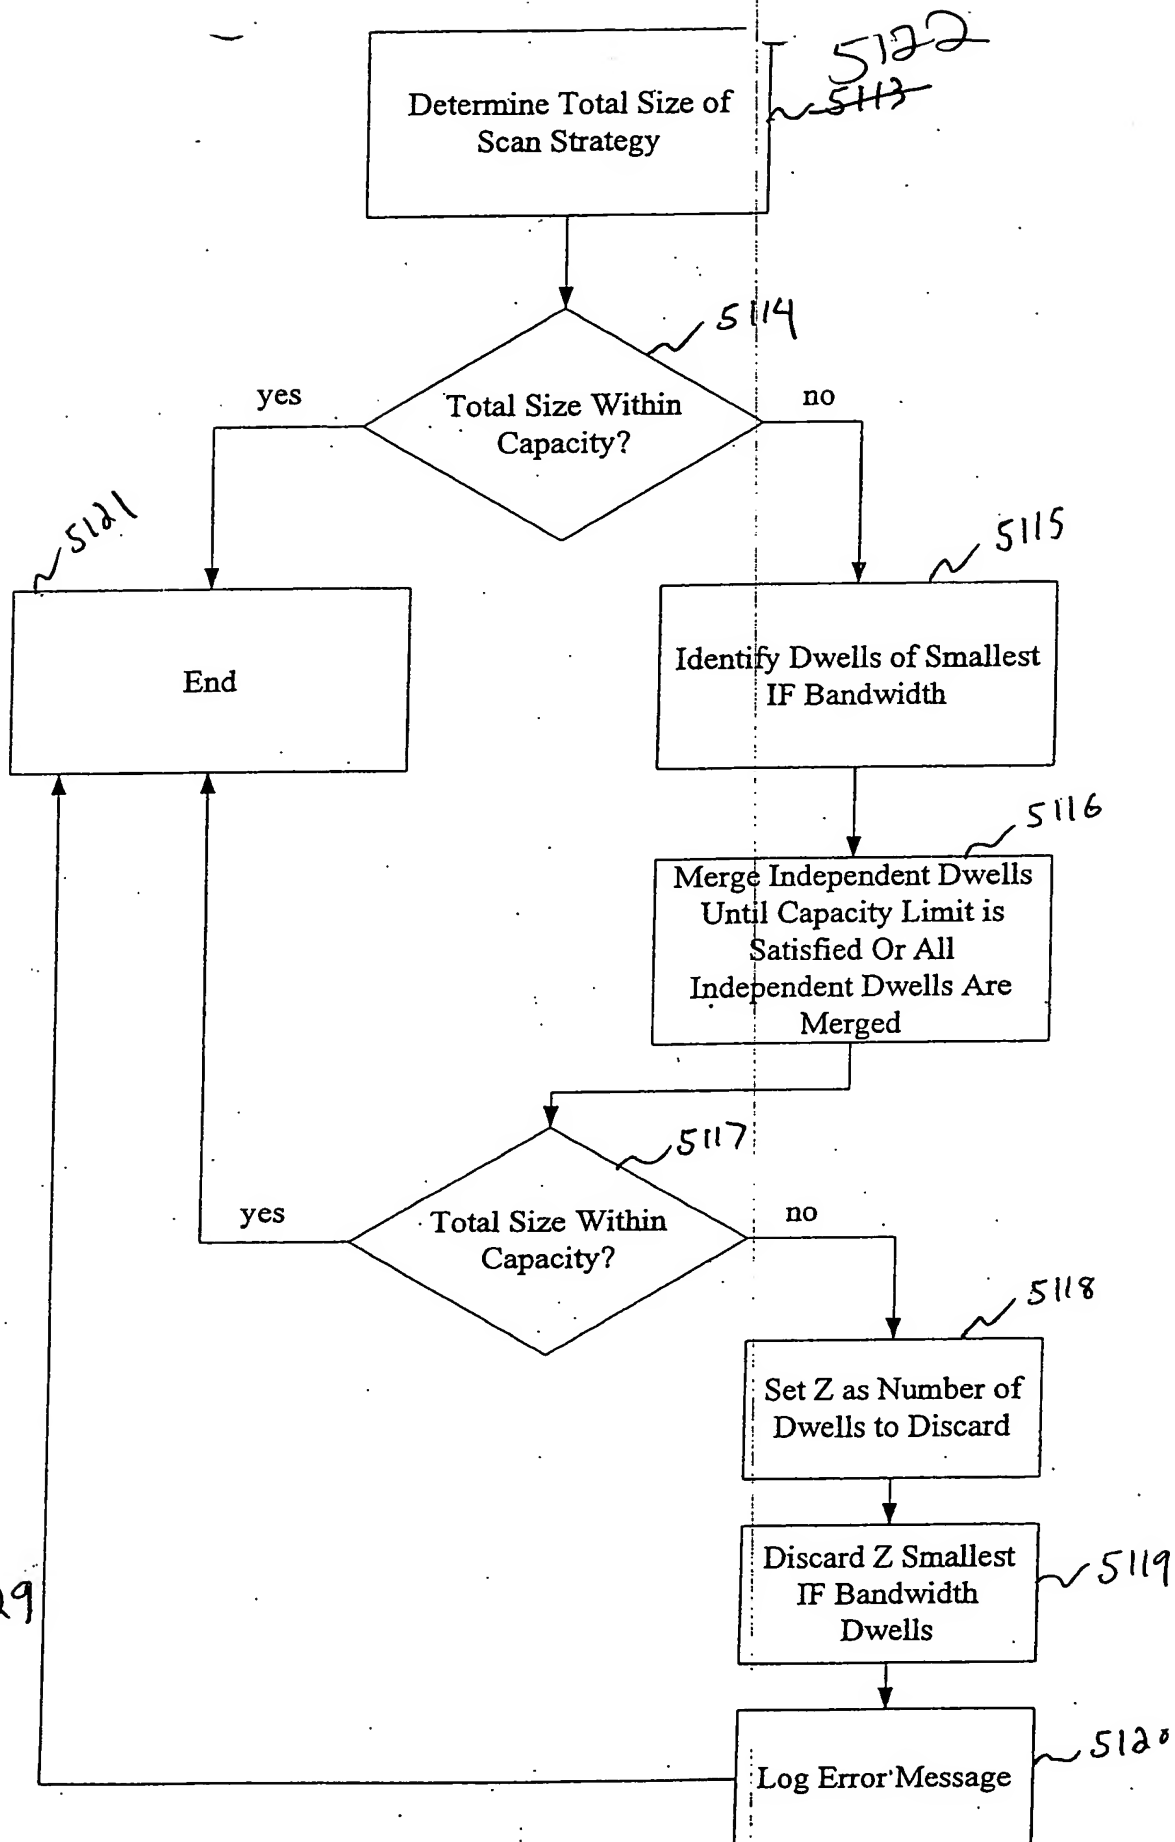 5122
Determine Total Size of
Scan Strategy
5113
5114
yes
no
Total Size Within
Capacity?
5121
5115
End
Identify Dwells of Smallest
IF Bandwidth
5116
Merge Independent Dwells
Until Capacity Limit is
Satisfied Or All
Independent Dwells Are
Merged
5117
yes
no
Total Size Within
Capacity?
5118
Set Z as Number of
Dwells to Discard
Discard Z Smallest
IF Bandwidth
Dwells
5119
Log Error Message
5120